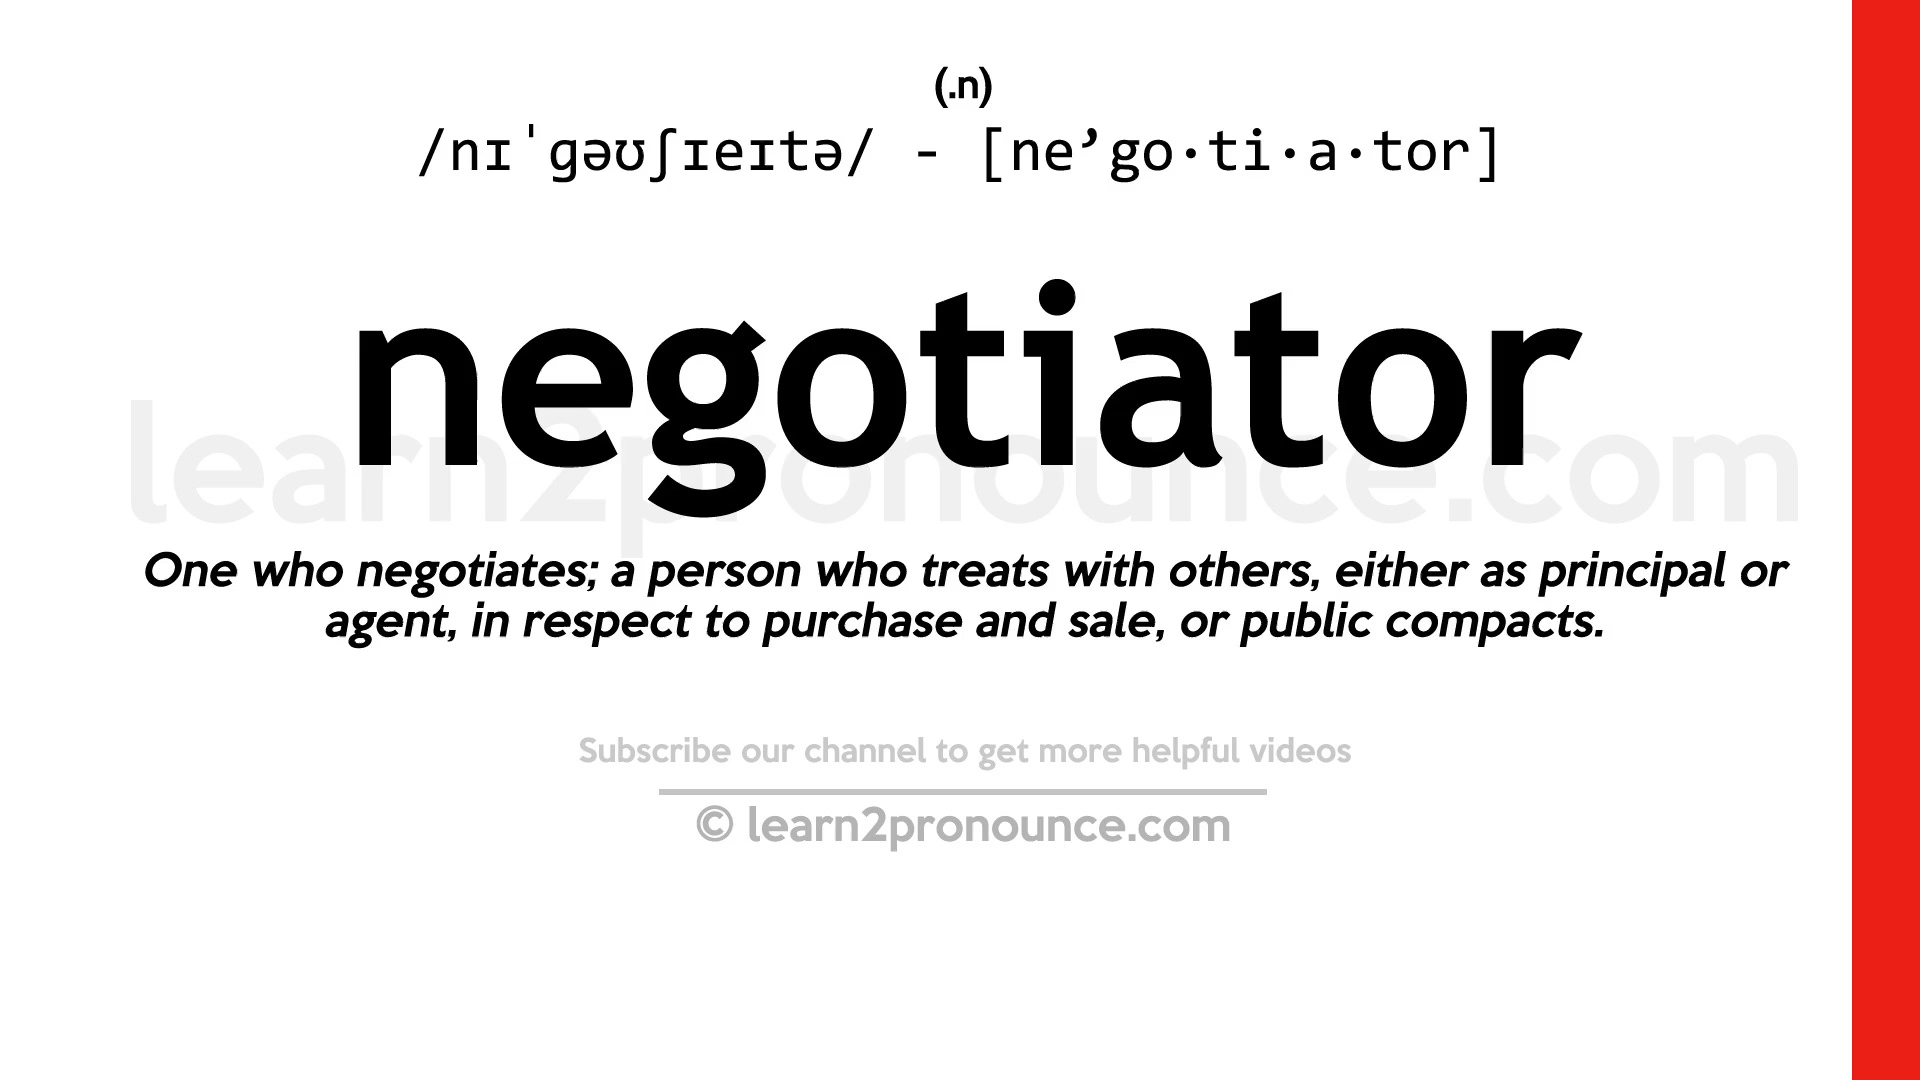 (.n)
/nɪˈɡəʊʃɪeɪtə/ - [ne’go·ti·a·tor]
negotiator
learn2pronounce.com
One who negotiates; a person who treats with others, either as principal or
agent, in respect to purchase and sale, or public compacts.
Subscribe our channel to get more helpful videos
© learn2pronounce.com